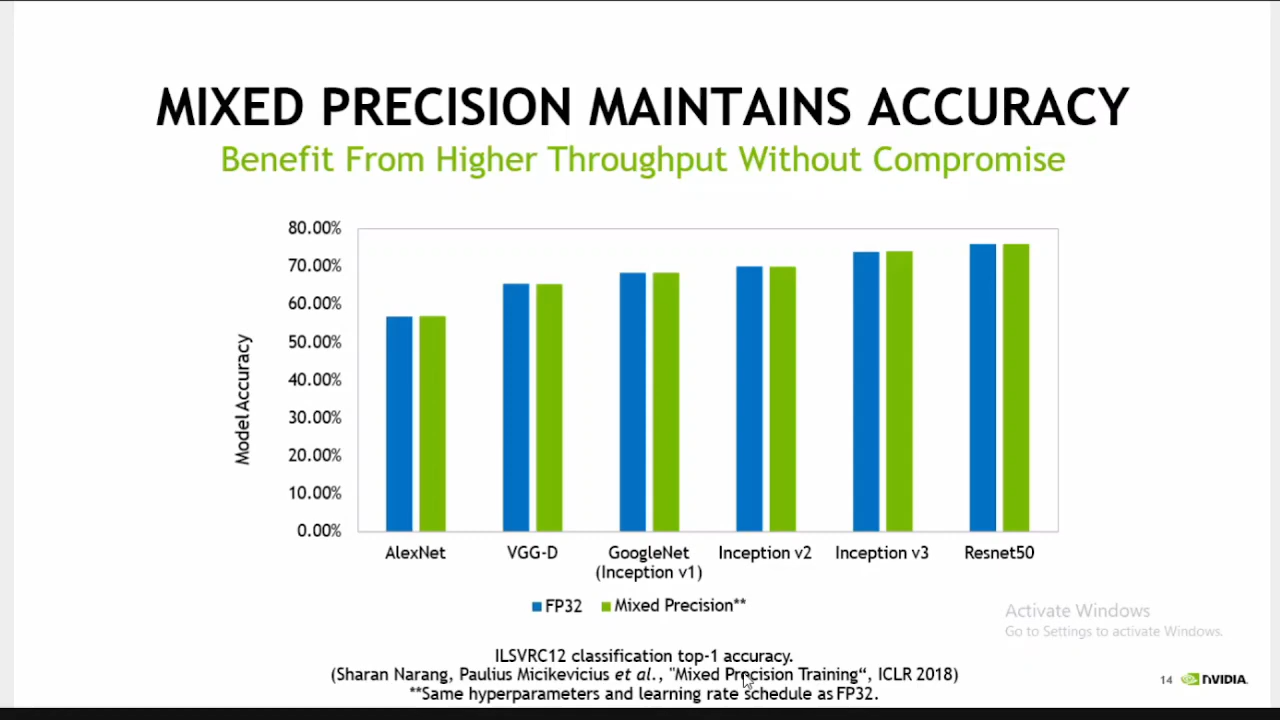 MIXED PRECISION MAINTAINS ACCURACY
Benefit From Higher Throughput Without Compromise
80.00%
70.00%
60.00%
50.00%
40.00%
30.00%
20.00%
10.00%
0.00%
Model Accuracy
AlexNet
VGG-D
GoogleNet
(Inception v1)
Inception v2
Inception v3
Resnet50
FP32
Mixed Precision**
Activate Windows
Go to Settings to activate Windows.
ILSVRC12 classification top-1 accuracy.
(Sharan Narang, Paulius Micikevicius et al., "Mixed Precision Training“, ICLR 2018)
**Same hyperparameters and learning rate schedule as FP32.
14
NVIDIA.